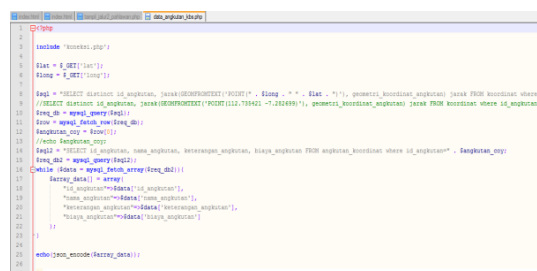 index.html index.html tampil_jalur2_pahlawan.php data_angkutan_kbs.php
1 <?php
2
3 include 'koneksi.php';
4
5 $lat = $_GET['lat'];
6 $long = $_GET['long'];
7
8 $sql = "SELECT distinct id_angkutan, jarak(GEOMFROMTEXT('POINT(" . $long . " " . $lat . ")'), geometri_koordinat_angkutan) jarak FROM koordinat where
9 //SELECT distinct id_angkutan, jarak(GEOMFROMTEXT('POINT(112.735421 -7.282699)'), geometri_koordinat_angkutan) jarak FROM koordinat where id_angkutan
10 $req_db = mysql_query($sql);
11 $row = mysql_fetch_row($req_db);
12 $angkutan_coy = $row[0];
13 //echo $angkutan_coy;
14 $sql2 = "SELECT id_angkutan, nama_angkutan, keterangan_angkutan, biaya_angkutan FROM angkutan_koordinat where id_angkutan=" . $angkutan_coy;
15 $req_db2 = mysql_query($sql2);
16 while ($data = mysql_fetch_array($req_db2)){
17 $array_data[] = array(
18 "id_angkutan"=>$data['id_angkutan'],
19 "nama_angkutan"=>$data['nama_angkutan'],
20 "keterangan_angkutan"=>$data['keterangan_angkutan'],
21 "biaya_angkutan"=>$data['biaya_angkutan']
22 );
23 }
24
25 echo(json_encode($array_data));
26